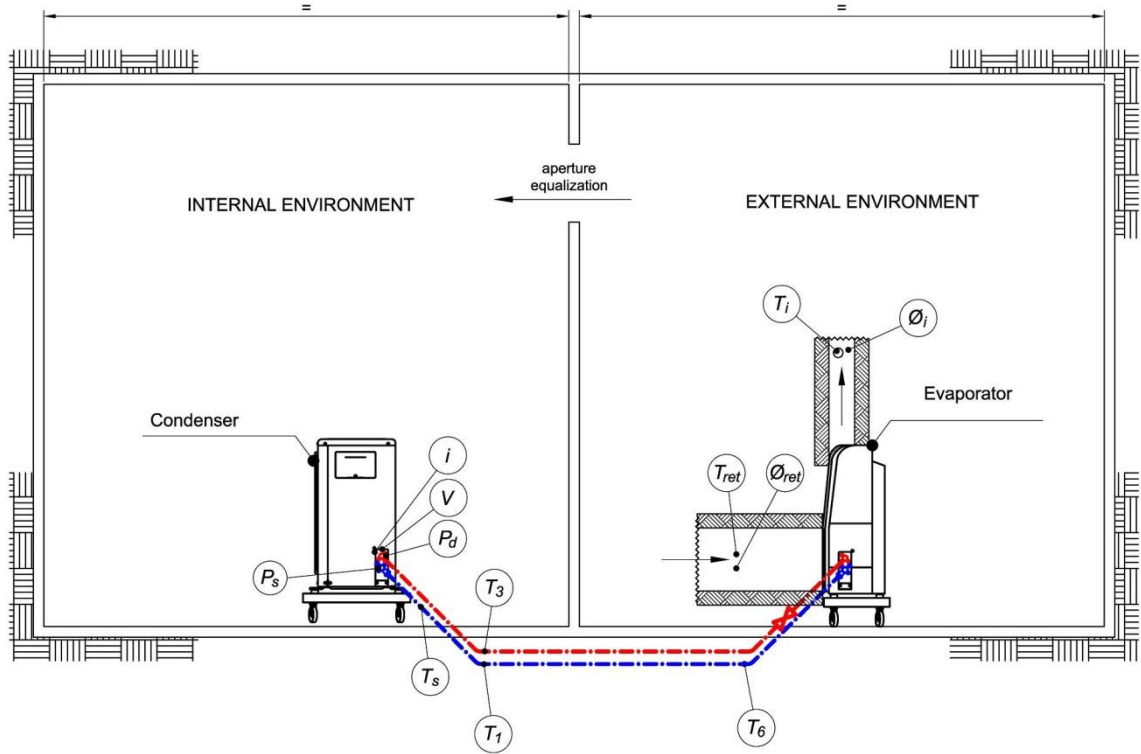 =
=
aperture
equalization
INTERNAL ENVIRONMENT
EXTERNAL ENVIRONMENT
Ti
Øi
Condenser
Evaporator
i
V
Pd
Ps
Tret
Øret
T3
Ts
T1
T6